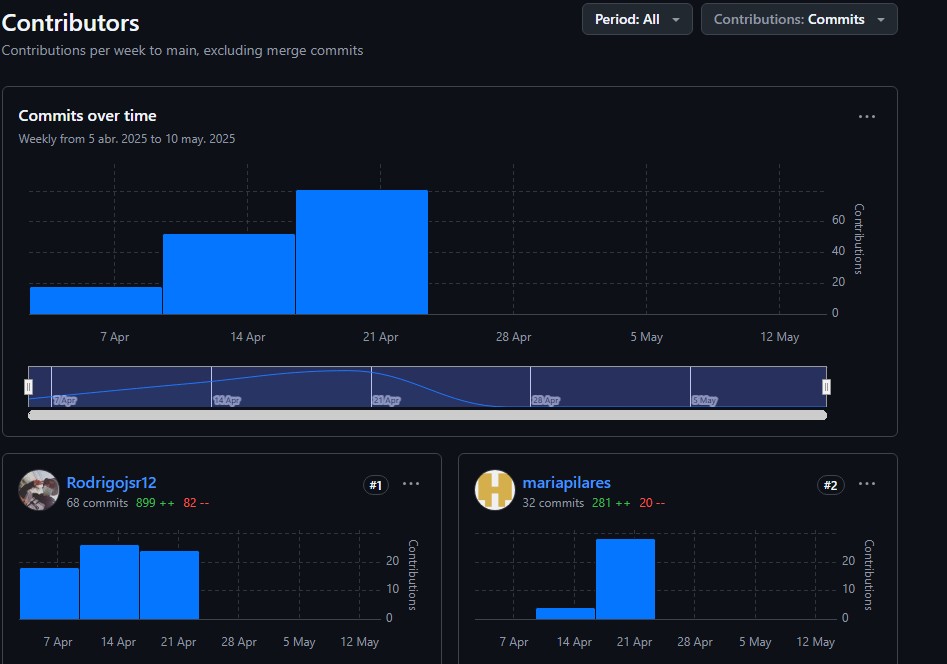 Contributors
Period: All
Contributions: Commits
Contributions per week to main, excluding merge commits
Commits over time
Weekly from 5 abr. 2025 to 10 may. 2025
60
40
20
0
Contributions
7 Apr 14 Apr 21 Apr 28 Apr 5 May 12 May
7 Apr 14 Apr 21 Apr 28 Apr 5 May
Rodrigojsr12
#1
68 commits 899 ++ 82 --
20
10
0
Contributions
7 Apr 14 Apr 21 Apr 28 Apr 5 May 12 May
mariapilares
#2
32 commits 281 ++ 20 --
20
10
0
Contributions
7 Apr 14 Apr 21 Apr 28 Apr 5 May 12 May